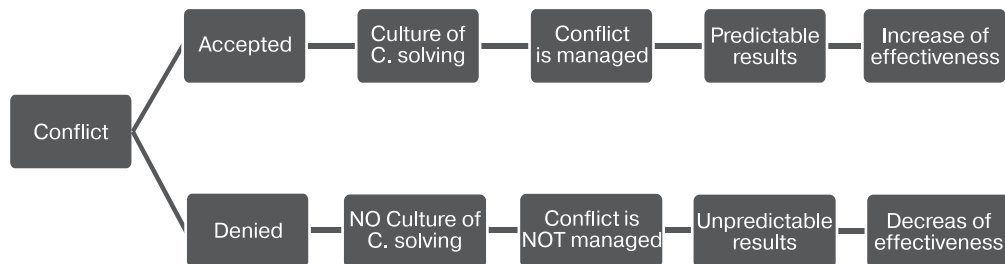 Accepted
Culture of
C. solving
Conflict
is managed
Predictable
results
Increase of
effectiveness
Conflict
Denied
NO Culture of
C. solving
Conflict is
NOT managed
Unpredictable
results
Decreas of
effectiveness